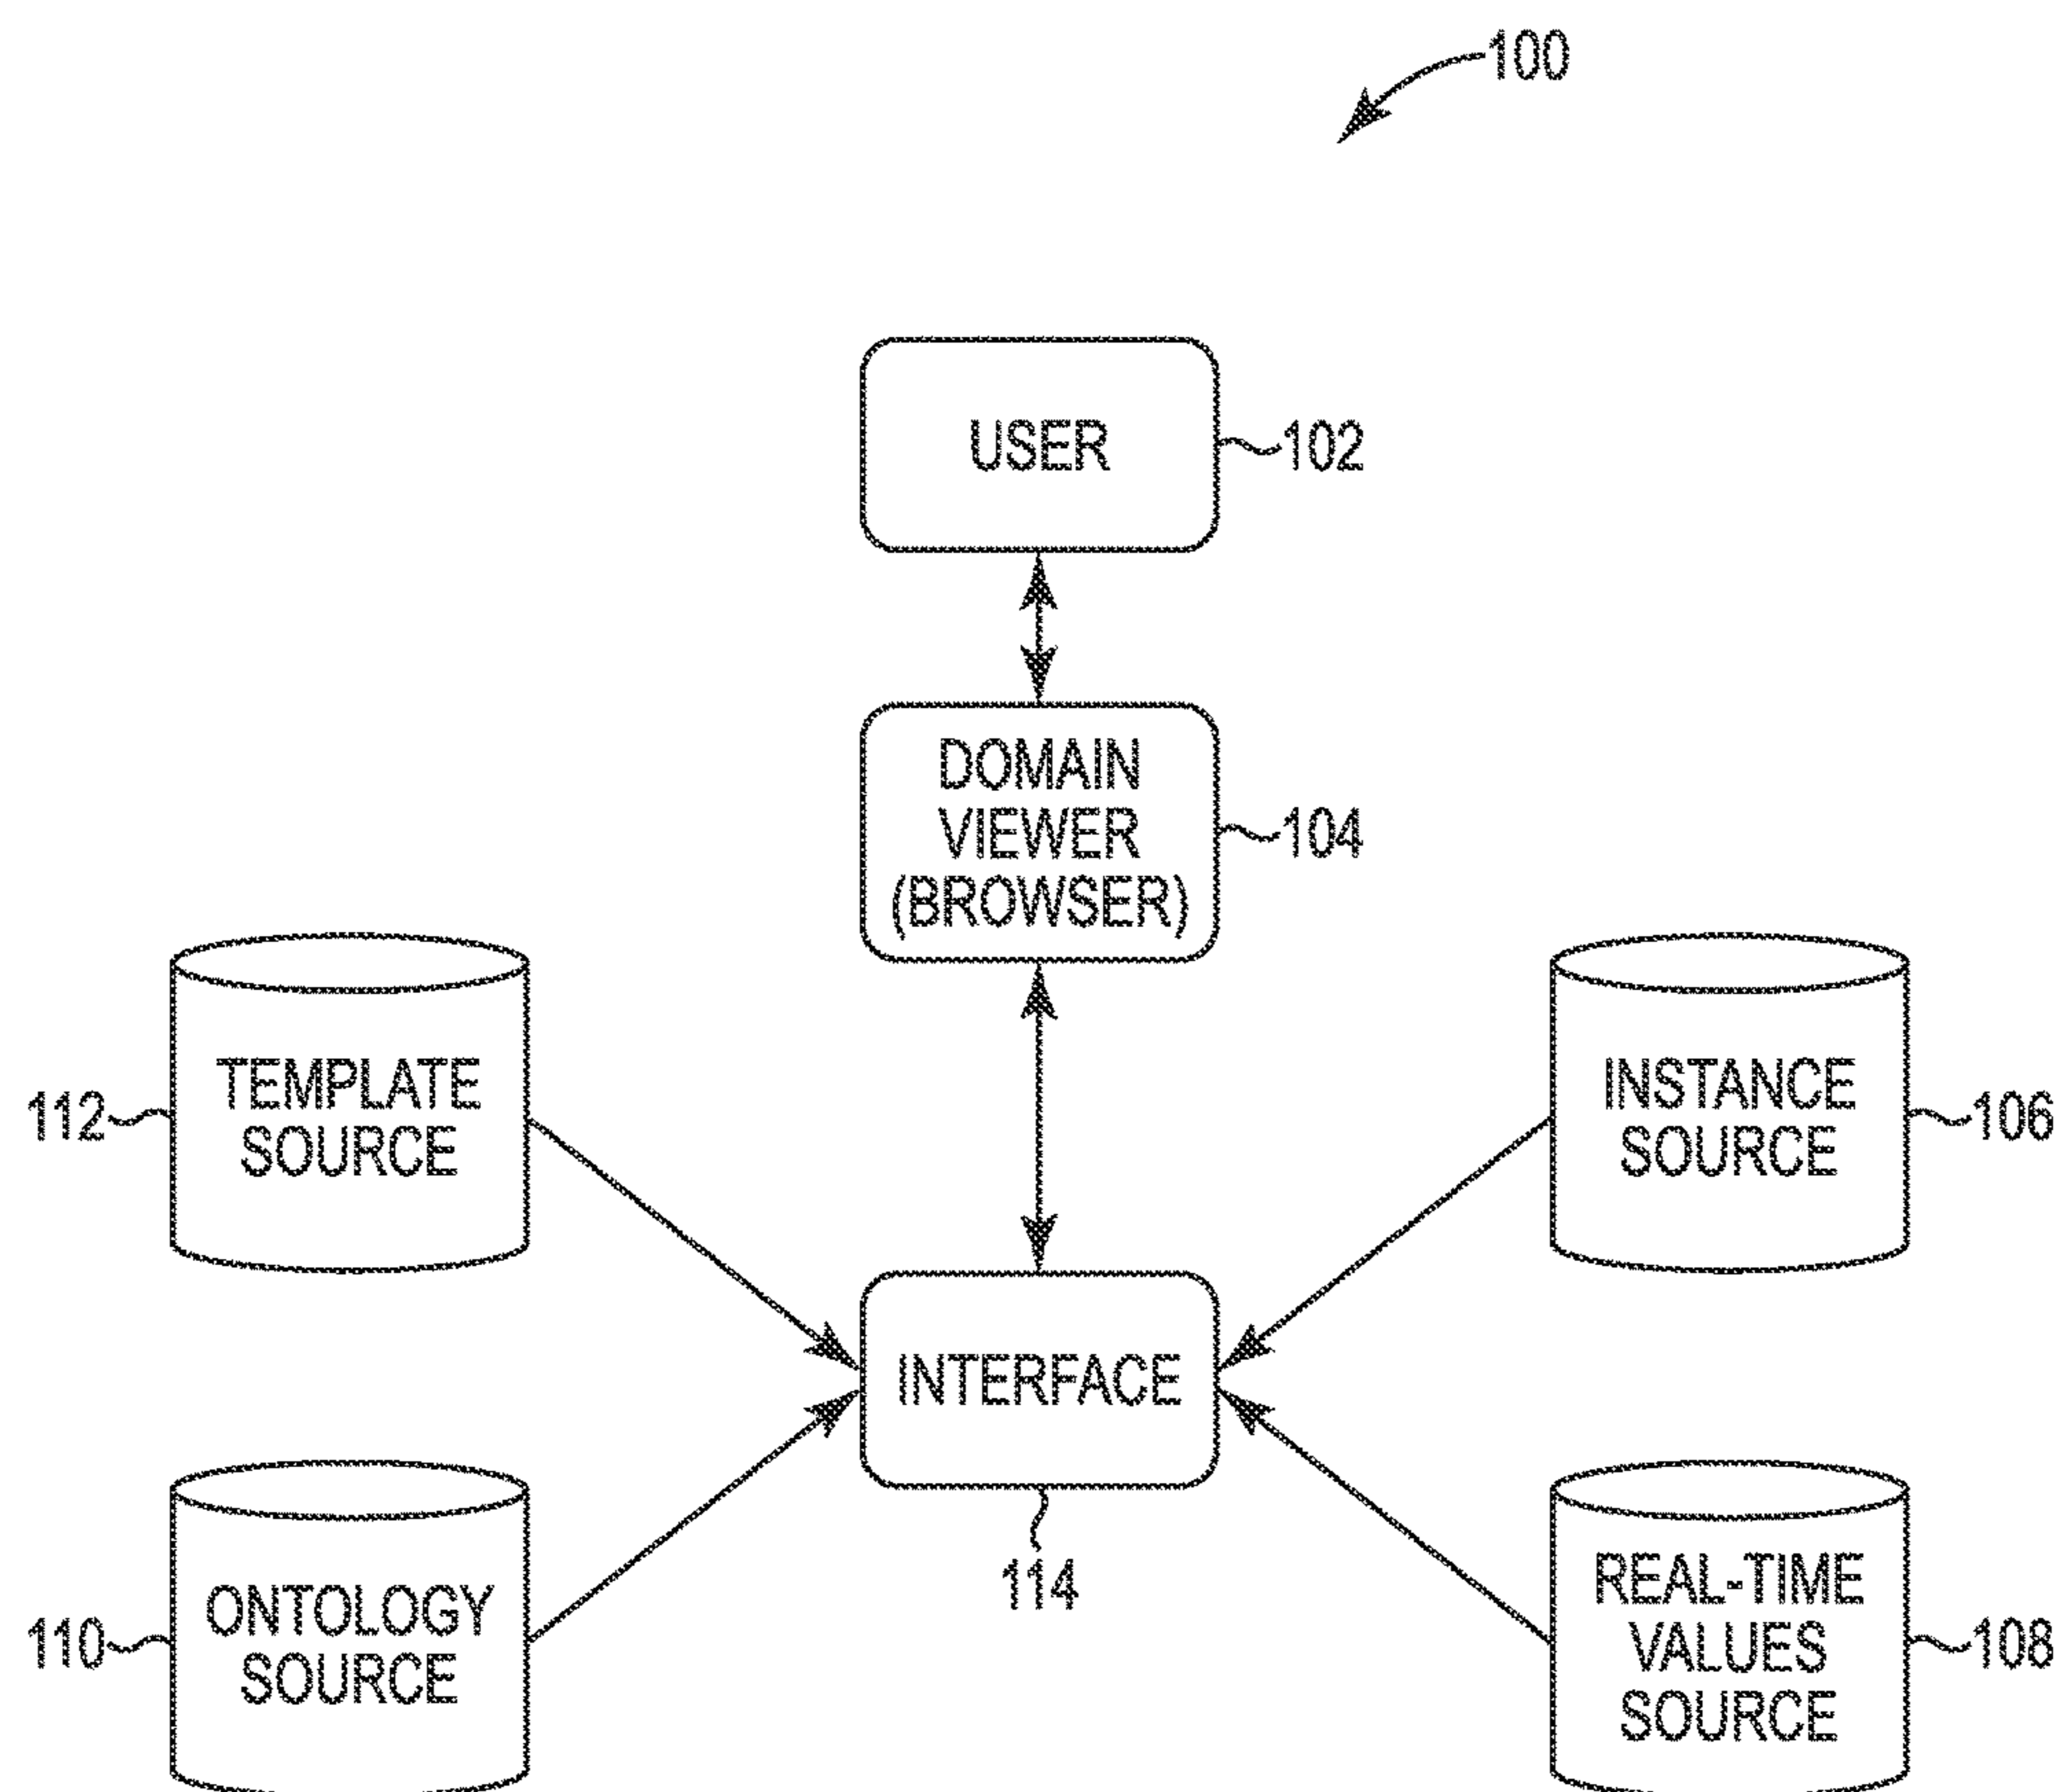 100
USER
102
DOMAIN
VIEWER
(BROWSER)
104
TEMPLATE
SOURCE
112
INSTANCE
SOURCE
106
INTERFACE
114
ONTOLOGY
SOURCE
110
REAL-TIME
VALUES
SOURCE
108